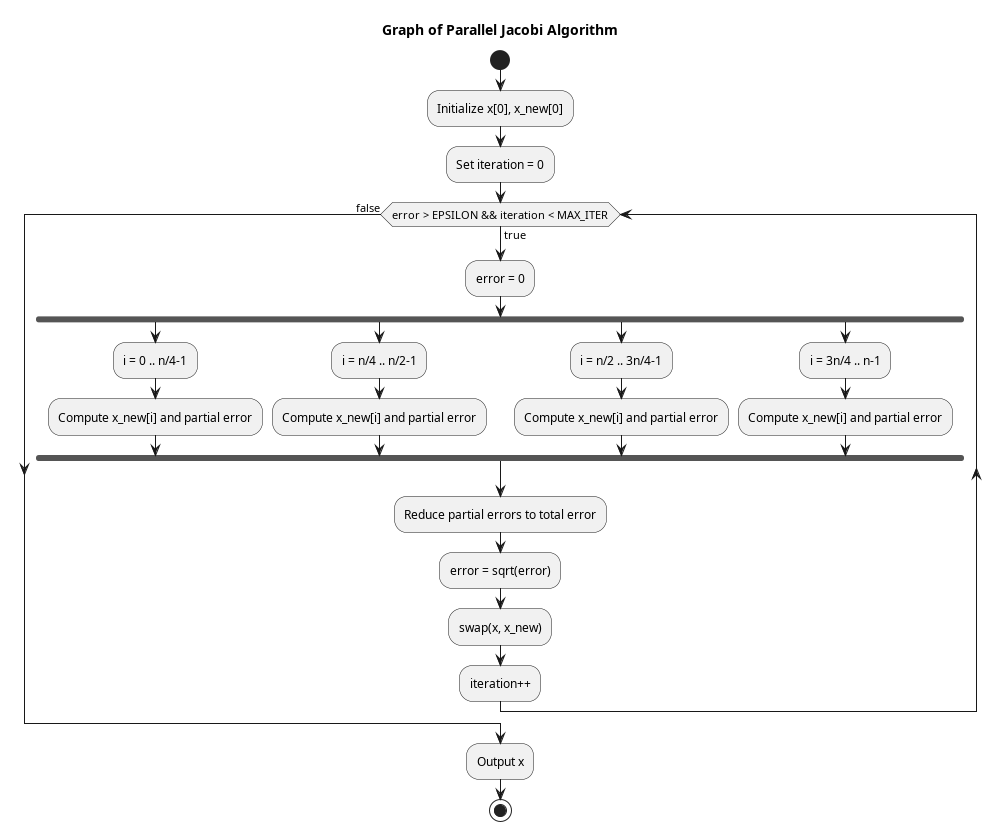 Graph of Parallel Jacobi Algorithm
Initialize x[0], x_new[0]
Set iteration = 0
false
error > EPSILON && iteration < MAX_ITER
true
error = 0
i = 0 .. n/4-1
i = n/4 .. n/2-1
i = n/2 .. 3n/4-1
i = 3n/4 .. n-1
Compute x_new[i] and partial error
Compute x_new[i] and partial error
Compute x_new[i] and partial error
Compute x_new[i] and partial error
Reduce partial errors to total error
error = sqrt(error)
swap(x, x_new)
iteration++
Output x